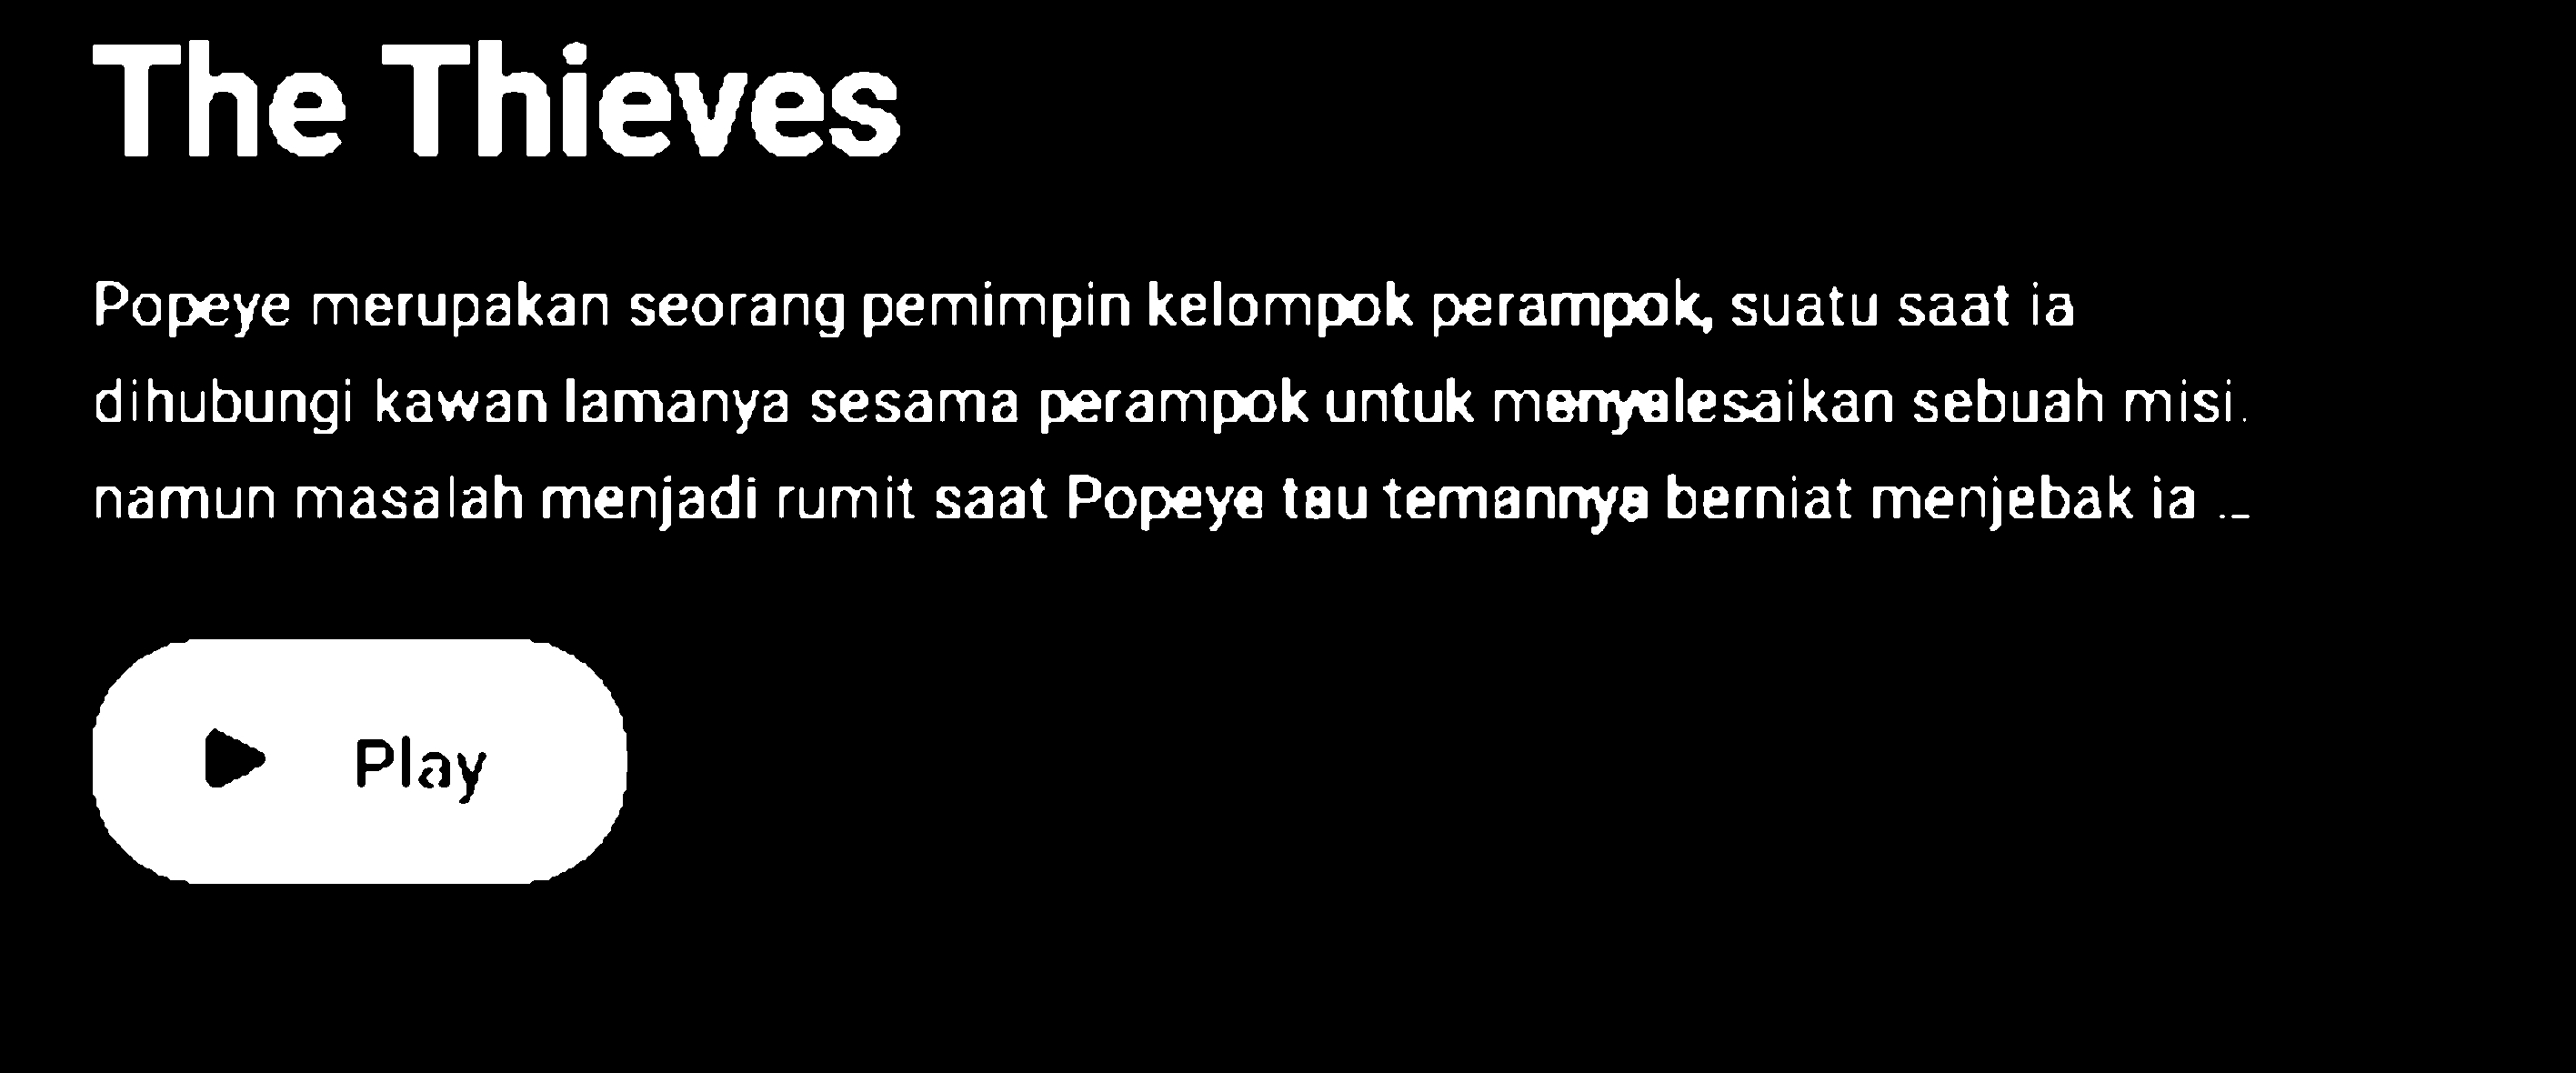 The Thieves
Popeye merupakan seorang pemimpin kelompok perampok, suatu saat ia
dihubungi kawan lamanya sesama perampok untuk menyelesaikan sebuah misi.
namun masalah menjadi rumit saat Popeye tau temannya berniat menjebak ia ...
Play